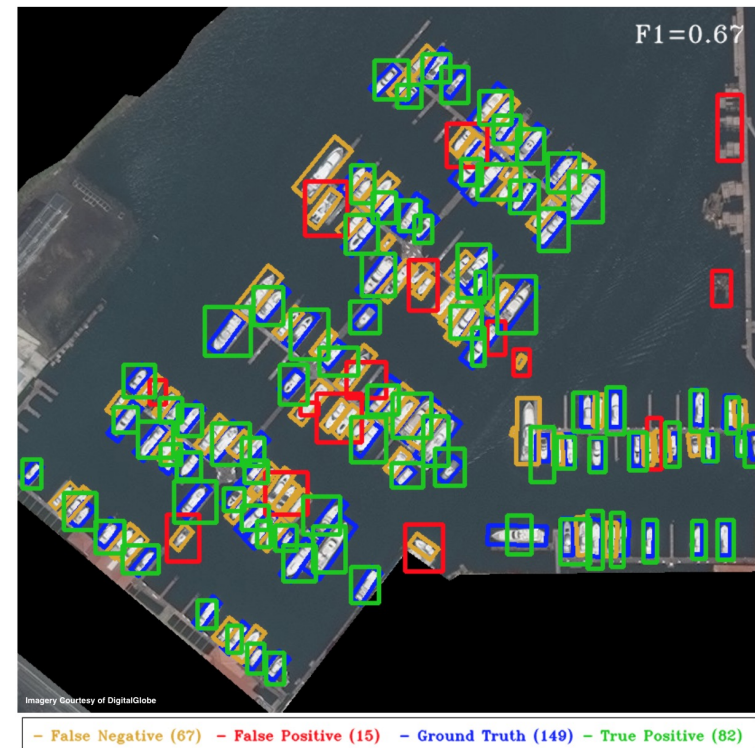 F1=0.67
Imagery Courtesy of DigitalGlobe
– False Negative (67) – False Positive (15) – Ground Truth (149) – True Positive (82)